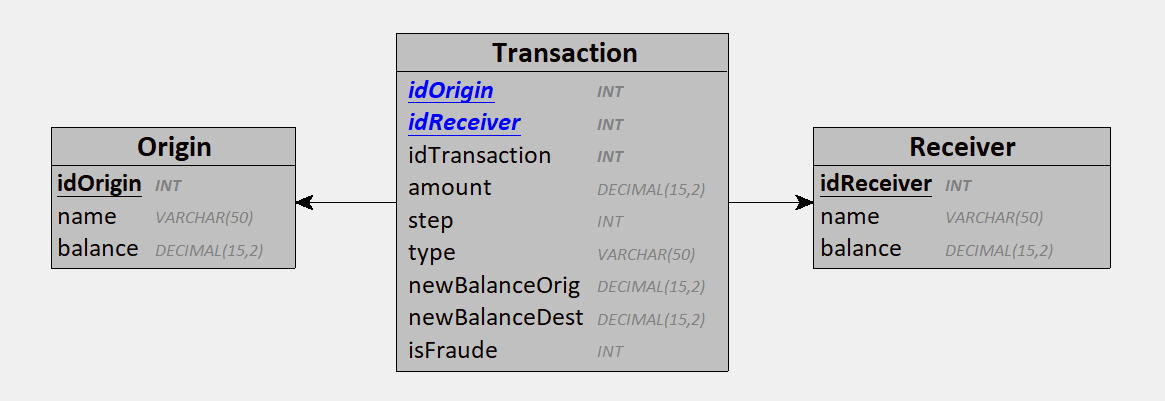 Transaction
idOrigin INT
idReceiver INT
idTransaction INT
amount DECIMAL(15,2)
step INT
type VARCHAR(50)
newBalanceOrig DECIMAL(15,2)
newBalanceDest DECIMAL(15,2)
isFraude INT
Origin
idOrigin INT
name VARCHAR(50)
balance DECIMAL(15,2)
Receiver
idReceiver INT
name VARCHAR(50)
balance DECIMAL(15,2)